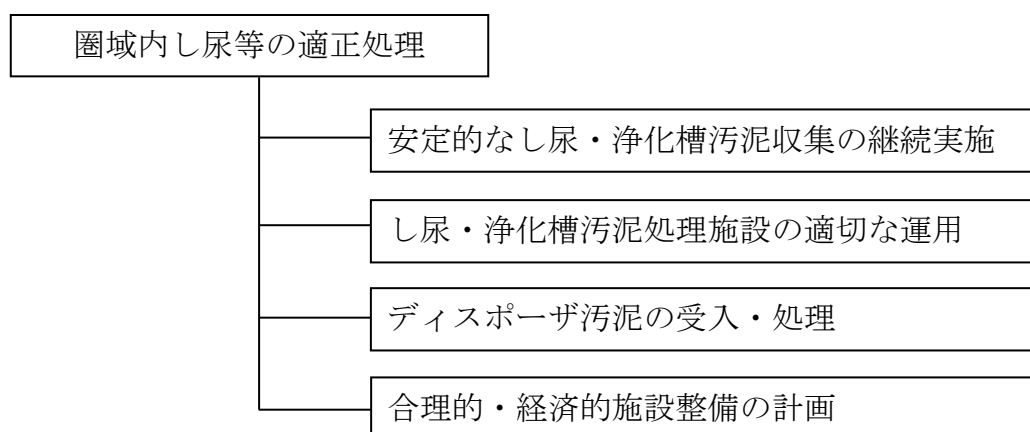 圏域内し尿等の適正処理
安定的なし尿・浄化槽汚泥収集の継続実施
し尿・浄化槽汚泥処理施設の適切な運用
ディスポーザ汚泥の受入・処理
合理的・経済的施設整備の計画